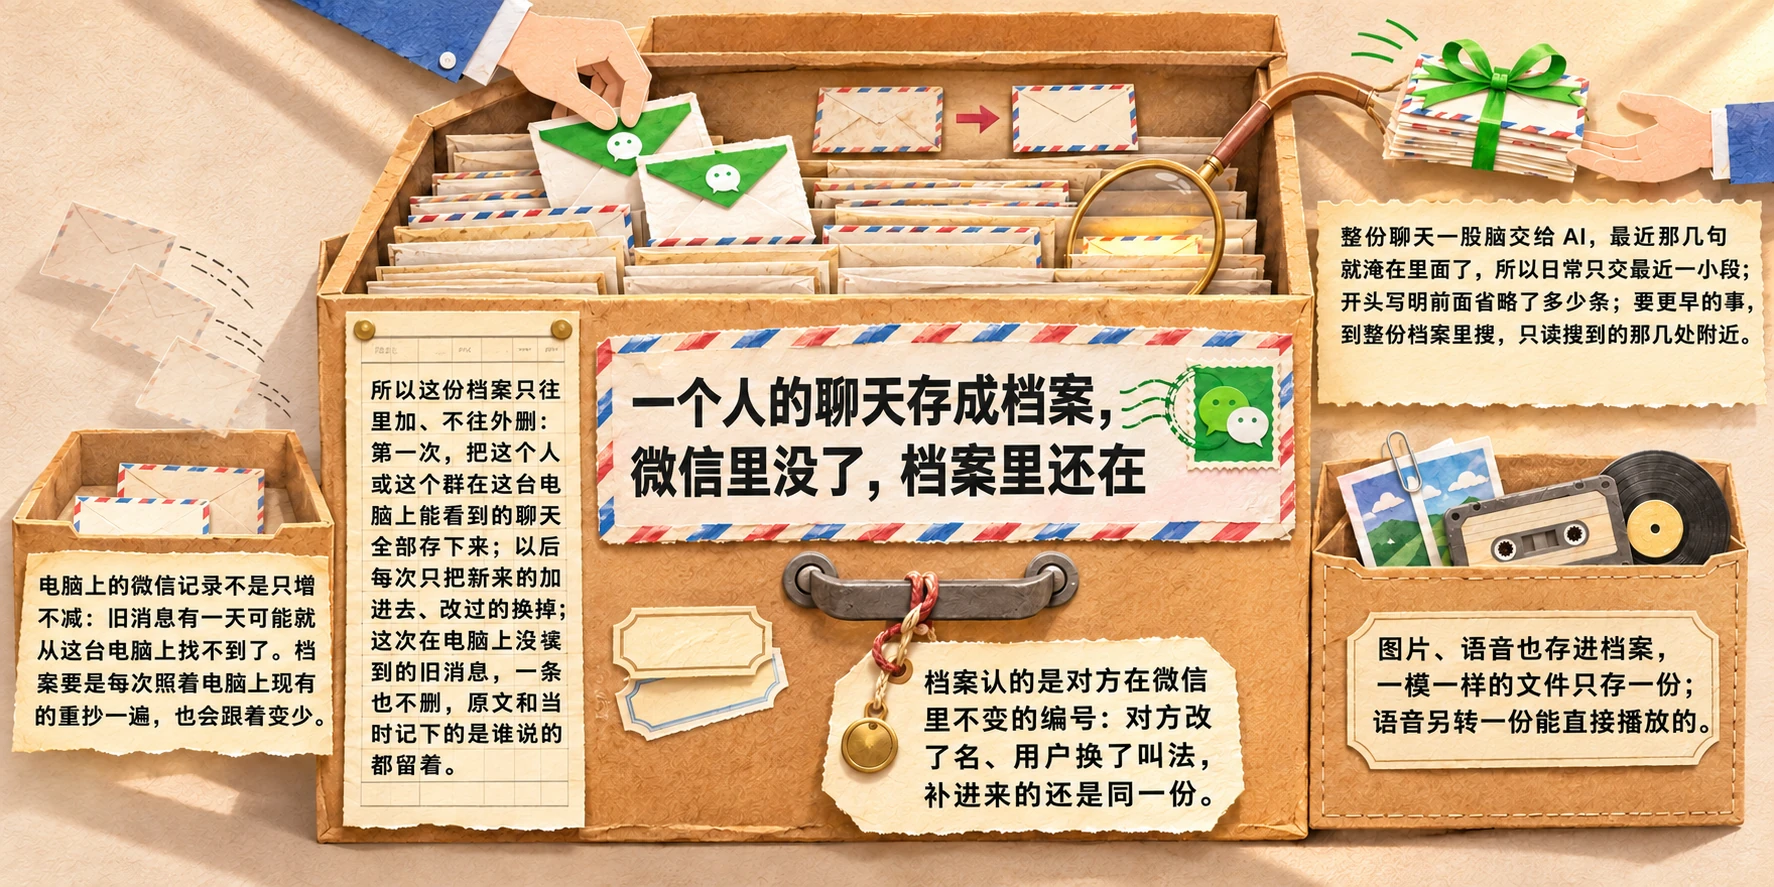 一个人的聊天存成档案，
微信里没了，档案里还在
电脑上的微信记录不是只增
不减：旧消息有一天可能就
从这台电脑上找不到了。档
案要是每次照着电脑上现有
的重抄一遍，也会跟着变少。
所以这份档案只往
里加、不往外删：
第一次，把这个人
或这个群在这台电
脑上能看到的聊天
全部存下来；以后
每次只把新来的加
进去、改过的换掉；
这次在电脑上没
到的旧消息，一条
也不删，原文和当
时记下的是谁说的
都留着。
档案认的是对方在微信
里不变的编号：对方改
了名、用户换了叫法，
补进来的还是同一份。
整份聊天一股脑交给 AI，最近那几句
就淹在里面了，所以日常只交最近一小段；
开头写明前面省略了多少条；要更早的事，
到整份档案里搜，只读搜到的那几处附近。
图片、语音也存进档案，
一模一样的文件只存一份；
语音另转一份能直接播放的。